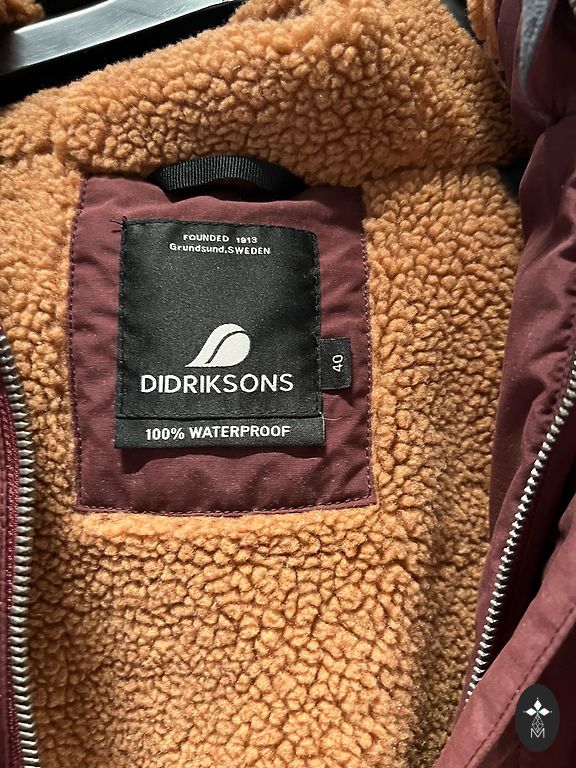 FOUNDED 1913
Grundsund,SWEDEN
DIDRIKSONS
40
100% WATERPROOF